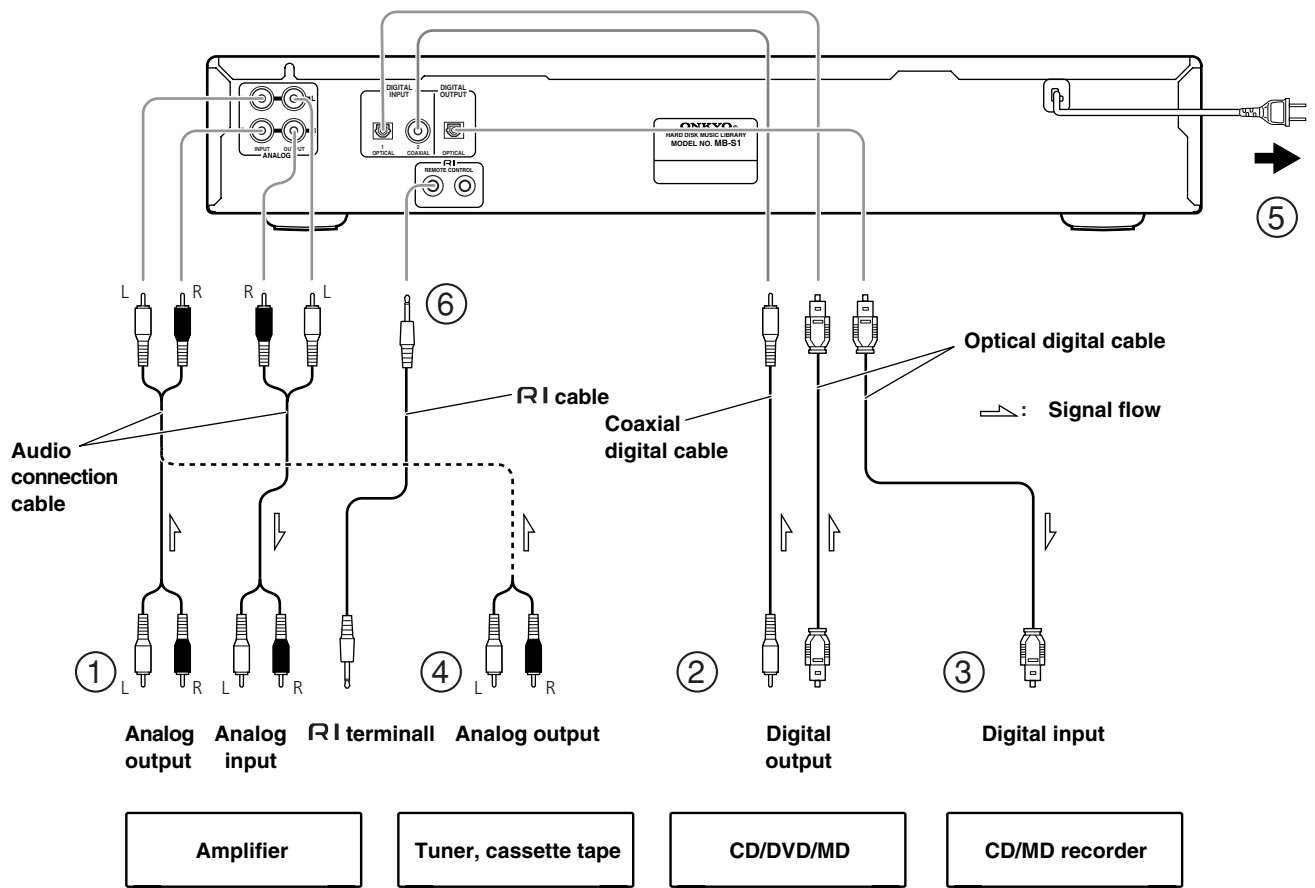 DIGITAL
INPUT
DIGITAL
OUTPUT
L
R
INPUT
OUTPUT
ANALOG
1
OPTICAL
2
COAXIAL
OPTICAL
RI
REMOTE CONTROL
ONKYO®
HARD DISK MUSIC LIBRARY
MODEL NO. MB-S1
5
L
R
R
L
6
RI cable
Coaxial
digital cable
Optical digital cable
: Signal flow
Audio
connection
cable
1
L
R
L
R
4
L
R
2
3
Analog
output
Analog
input
RI terminall
Analog output
Digital
output
Digital input
Amplifier
Tuner, cassette tape
CD/DVD/MD
CD/MD recorder